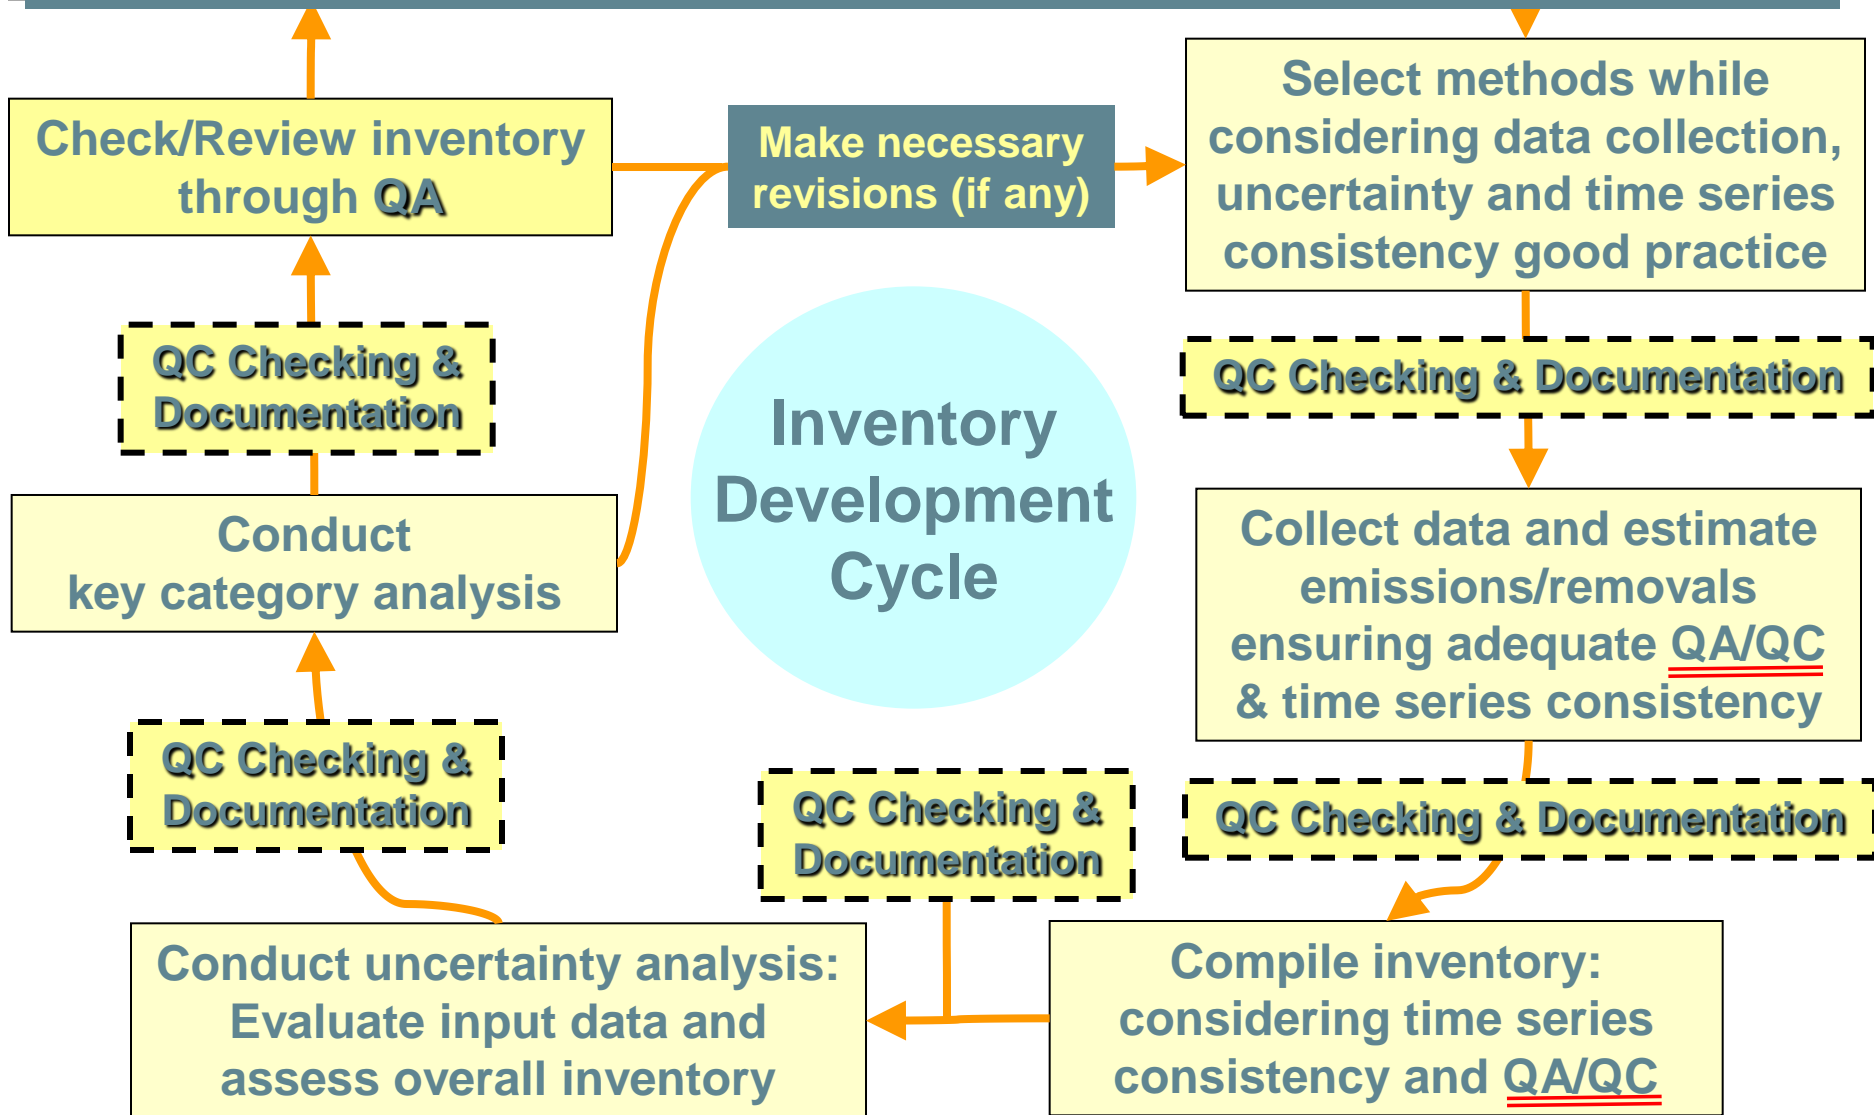 Check/Review inventory
through QA
Make necessary
revisions (if any)
Select methods while
considering data collection,
uncertainty and time series
consistency good practice
QC Checking &
Documentation
QC Checking & Documentation
Inventory
Development
Cycle
Conduct
key category analysis
Collect data and estimate
emissions/removals
ensuring adequate QA/QC
& time series consistency
QC Checking &
Documentation
QC Checking &
Documentation
QC Checking & Documentation
Conduct uncertainty analysis:
Evaluate input data and
assess overall inventory
Compile inventory:
considering time series
consistency and QA/QC